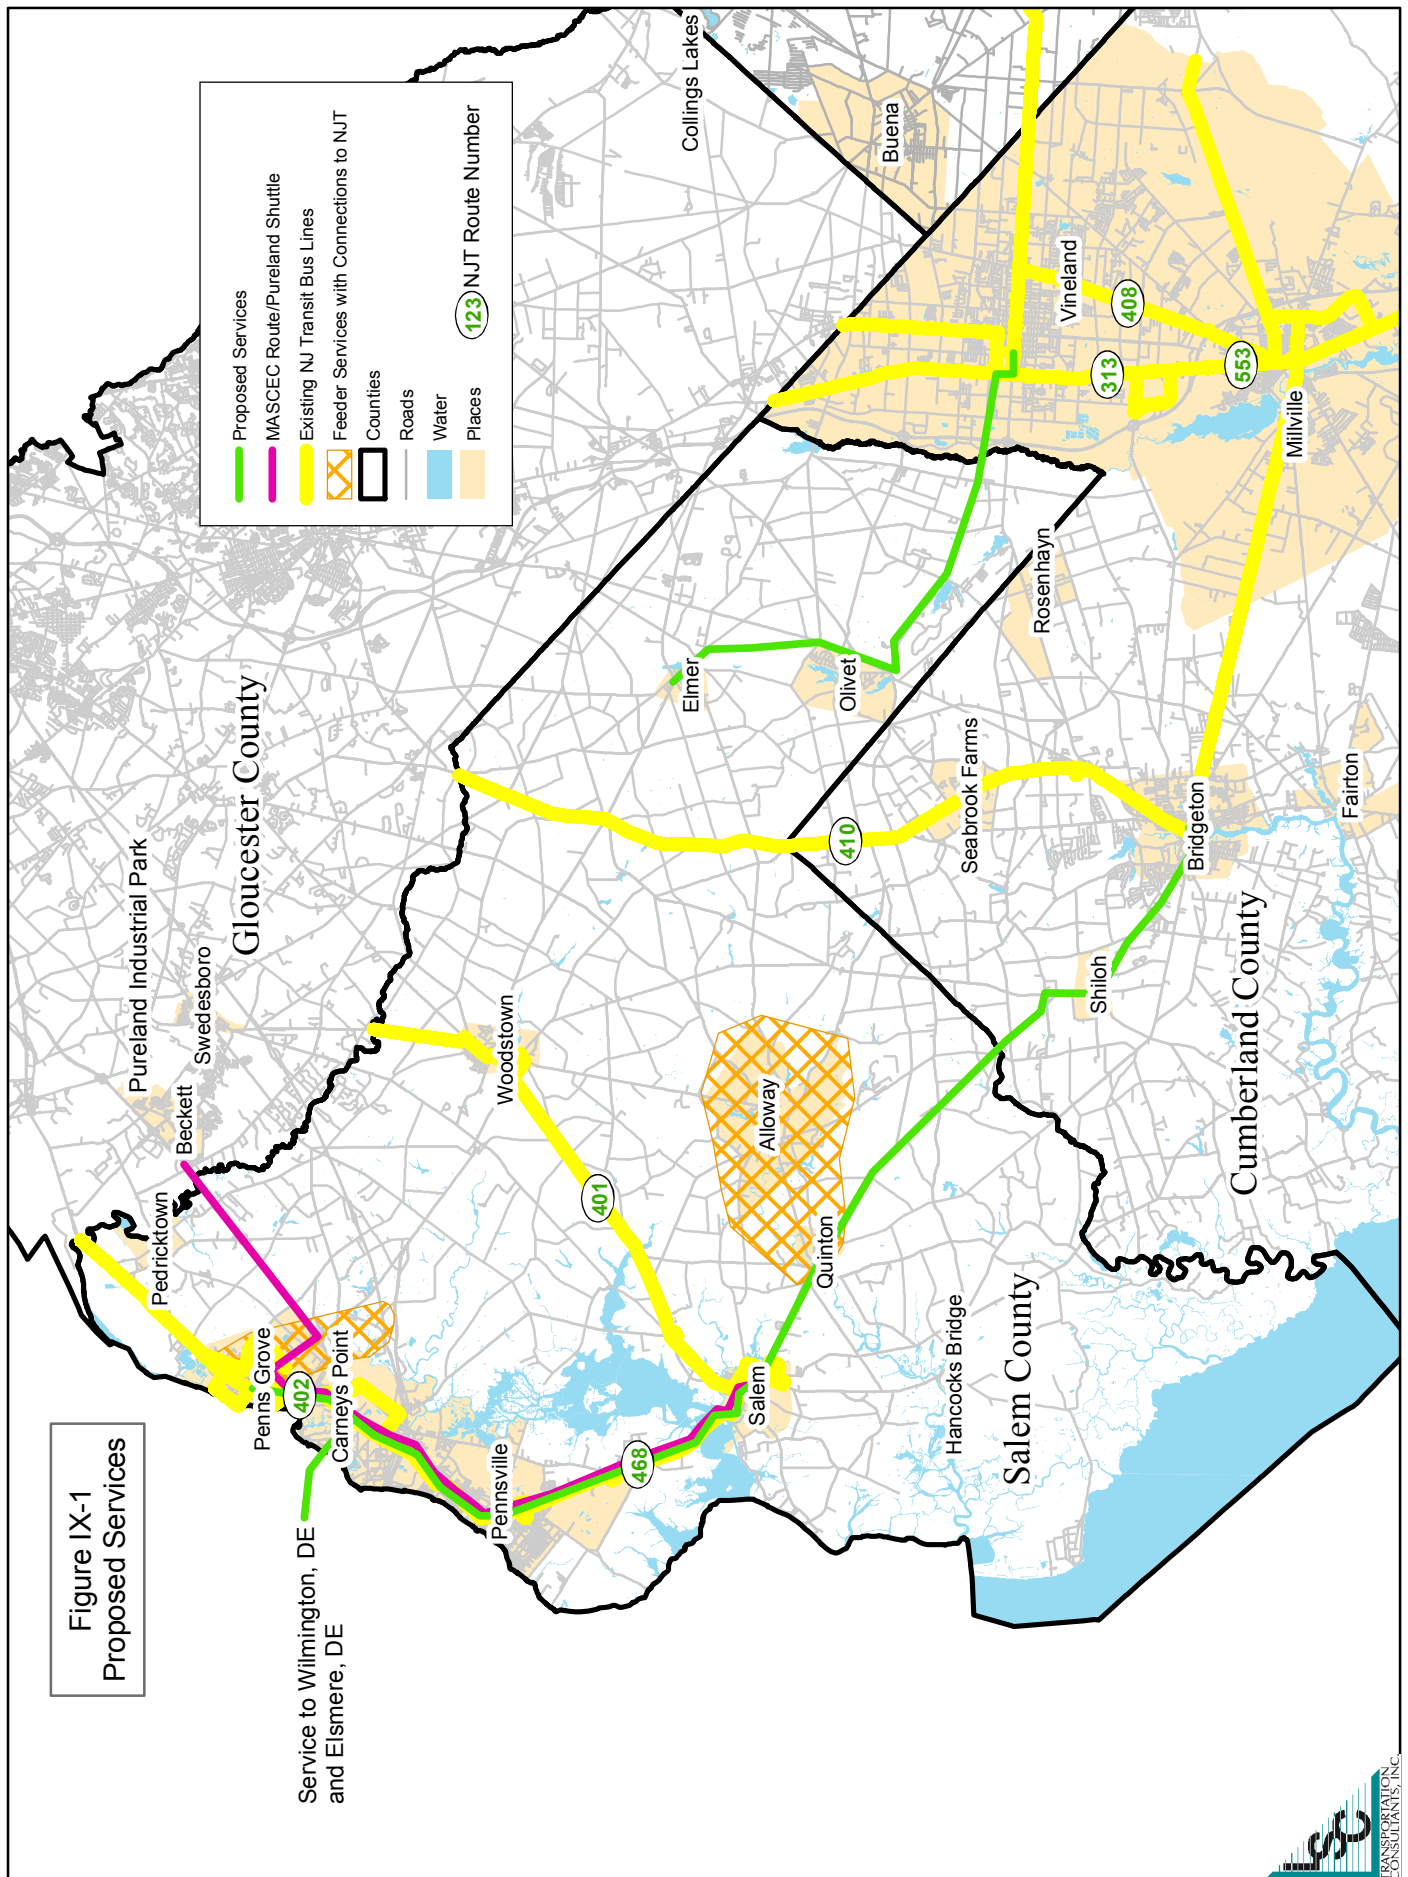 Figure IX-1
Proposed Services
Service to Wilmington, DE
and Elsmere, DE
Proposed Services
MASCEC Route/Pureland Shuttle
Existing NJ Transit Bus Lines
Feeder Services with Connections to NJT
Counties
Roads
Water
Places
123 NJT Route Number
Pureland Industrial Park
Swedesboro
Beckett
Gloucester County
Pedricktown
Penns Grove
402
Carneys Point
Pennsville
468
Salem
401
Woodstown
Alloway
Quinton
Hancocks Bridge
Salem County
Elmer
Olivet
410
Seabrook Farms
Rosenhayn
Shiloh
Bridgeton
Fairton
Cumberland County
Collings Lakes
Buena
Vineland
408
313
553
Millville
LSC
TRANSPORTATION
CONSULTANTS, INC.